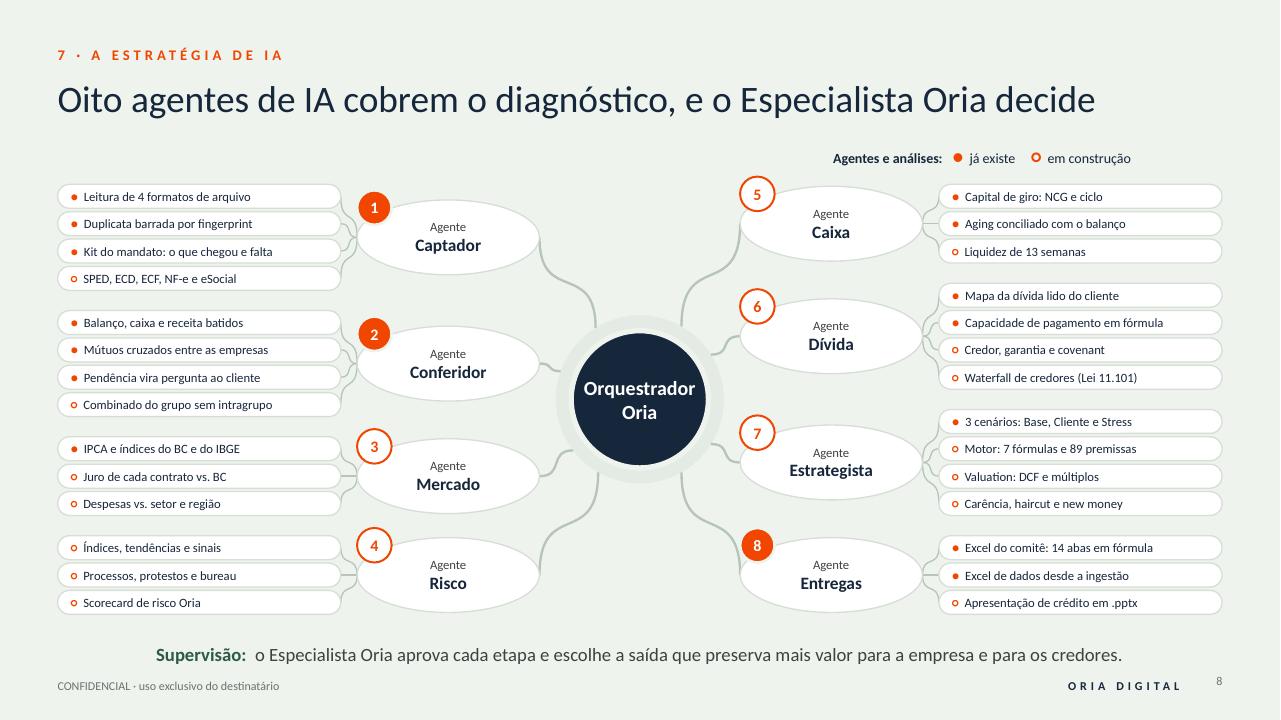 7 · A ESTRATÉGIA DE IA
Oito agentes de IA cobrem o diagnóstico, e o Especialista Oria decide
Agentes e análises: já existe em construção
Leitura de 4 formatos de arquivo
Duplicata barrada por fingerprint
Kit do mandato: o que chegou e falta
SPED, ECD, ECF, NF-e e eSocial
1
Agente
Captador
Balanço, caixa e receita batidos
Mútuos cruzados entre as empresas
Pendência vira pergunta ao cliente
Combinado do grupo sem intragrupo
2
Agente
Conferidor
IPCA e índices do BC e do IBGE
Juro de cada contrato vs. BC
Despesas vs. setor e região
3
Agente
Mercado
Índices, tendências e sinais
Processos, protestos e bureau
Scorecard de risco Oria
4
Agente
Risco
Orquestrador
Oria
5
Agente
Caixa
Capital de giro: NCG e ciclo
Aging conciliado com o balanço
Liquidez de 13 semanas
6
Agente
Dívida
Mapa da dívida lido do cliente
Capacidade de pagamento em fórmula
Credor, garantia e covenant
Waterfall de credores (Lei 11.101)
7
Agente
Estrategista
3 cenários: Base, Cliente e Stress
Motor: 7 fórmulas e 89 premissas
Valuation: DCF e múltiplos
Carência, haircut e new money
8
Agente
Entregas
Excel do comitê: 14 abas em fórmula
Excel de dados desde a ingestão
Apresentação de crédito em .pptx
Supervisão: o Especialista Oria aprova cada etapa e escolhe a saída que preserva mais valor para a empresa e para os credores.
CONFIDENCIAL · uso exclusivo do destinatário
ORIA DIGITAL
8